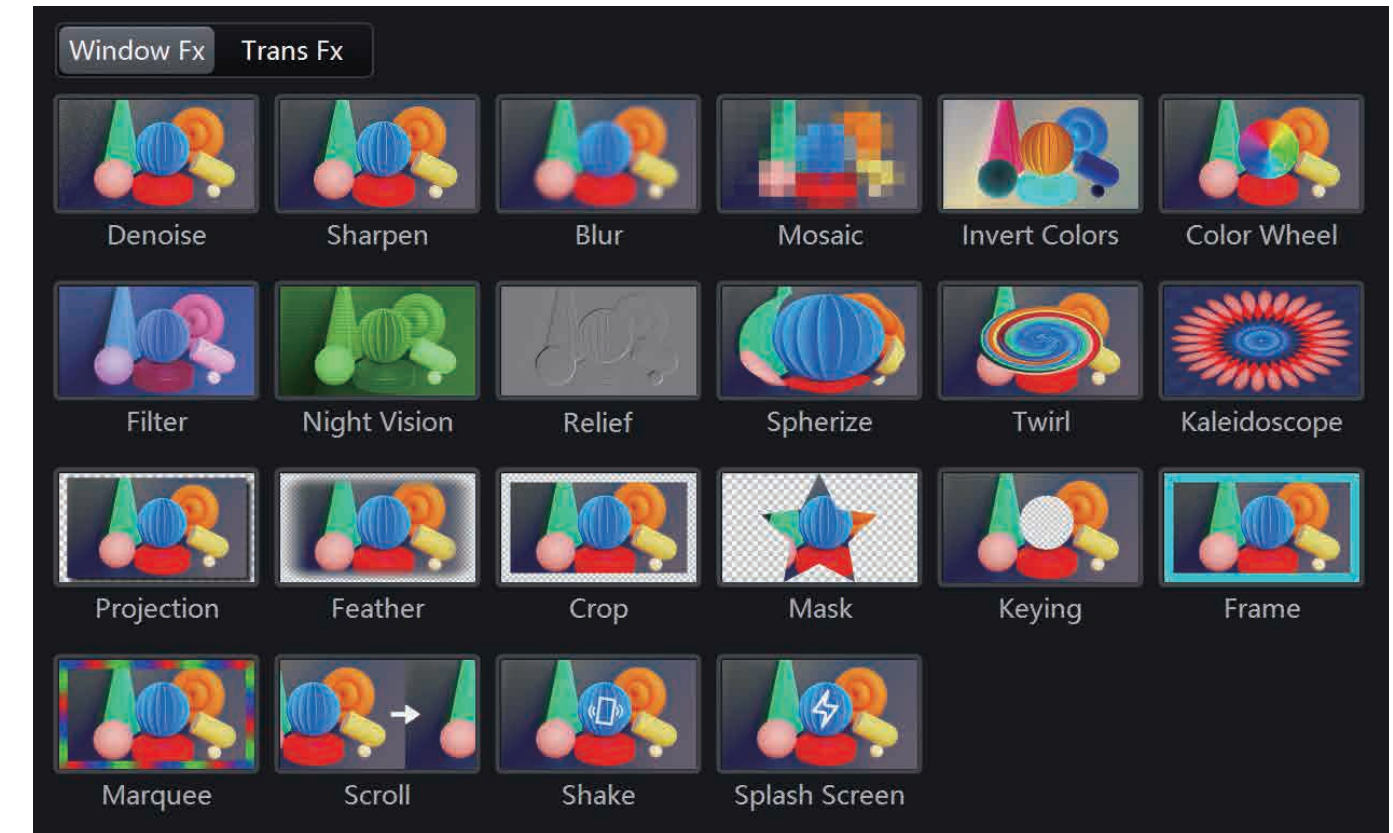 Window Fx Trans Fx
Denoise Sharpen Blur Mosaic Invert Colors Color Wheel
Filter Night Vision Relief Spherize Twirl Kaleidoscope
Projection Feather Crop Mask Keying Frame
Marquee Scroll Shake Splash Screen